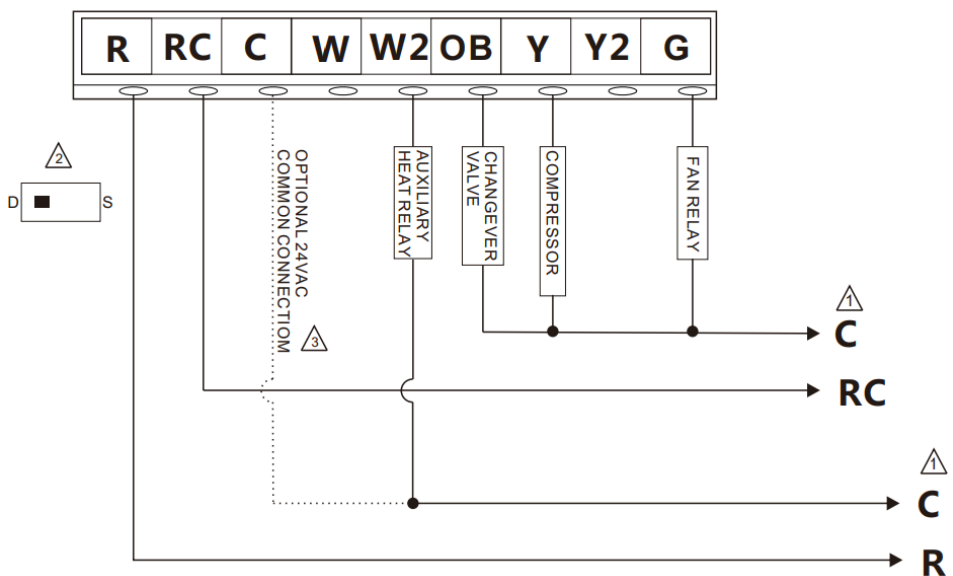 R RC C W W2 OB Y Y2 G
2
D S
OPTIONAL 24VAC
COMMON CONNECTIOM
3
AUXILIARY
HEAT RELAY
CHANGEVER
VALVE
COMPRESSOR
FAN RELAY
1
C
RC
1
C
R